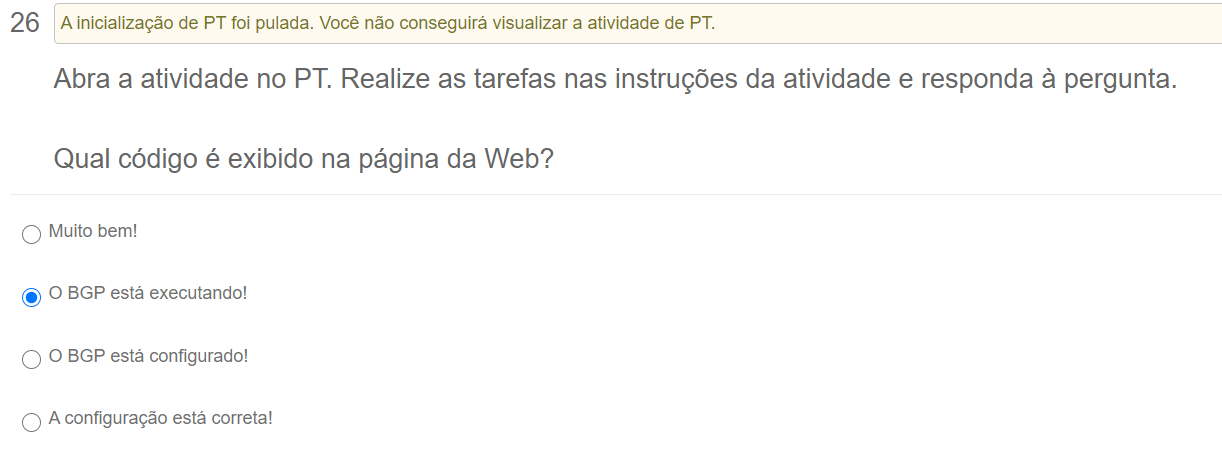 26
A inicialização de PT foi pulada. Você não conseguirá visualizar a atividade de PT.
Abra a atividade no PT. Realize as tarefas nas instruções da atividade e responda à pergunta.
Qual código é exibido na página da Web?
Muito bem!
O BGP está executando!
O BGP está configurado!
A configuração está correta!